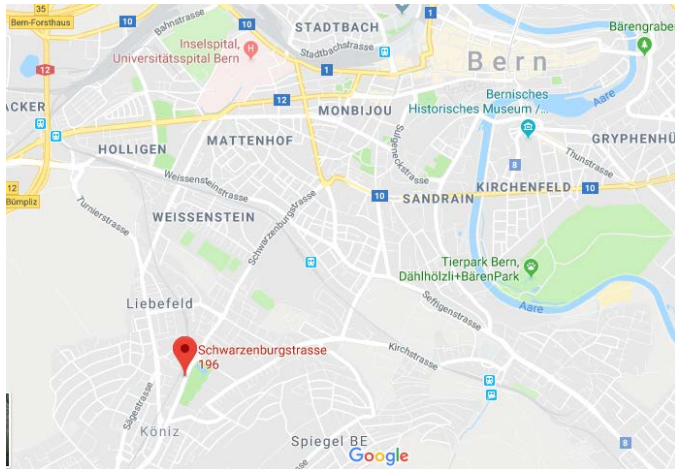 35
Bern-Forsthaus
10
Bahnstrasse
10
STADTBACH
1
Bärengrabe
Inselspital,
Universitätsspital Bern
Stadtbachstrasse
Bern
12
1
Aare
ACKER
12
MONBIJOU
Bernisches
Historisches Museum /...
HOLLIGEN
MATTENHOF
Sulgeneckstrasse
GRYPHENHÜ
8
Thunstrasse
12
Bümpliz
Weissensteinstrasse
10
SANDRAIN
KIRCHENFELD
10
Turnierstrasse
WEISSENSTEIN
Schwarzenburgstrasse
Tierpark Bern,
Dählhölzli+BärenPark
Liebefeld
Seftigenstrasse
Aare
Schwarzenburgstrasse
196
Kirchstrasse
Sägestrasse
Köniz
Spiegel BE
Google
8